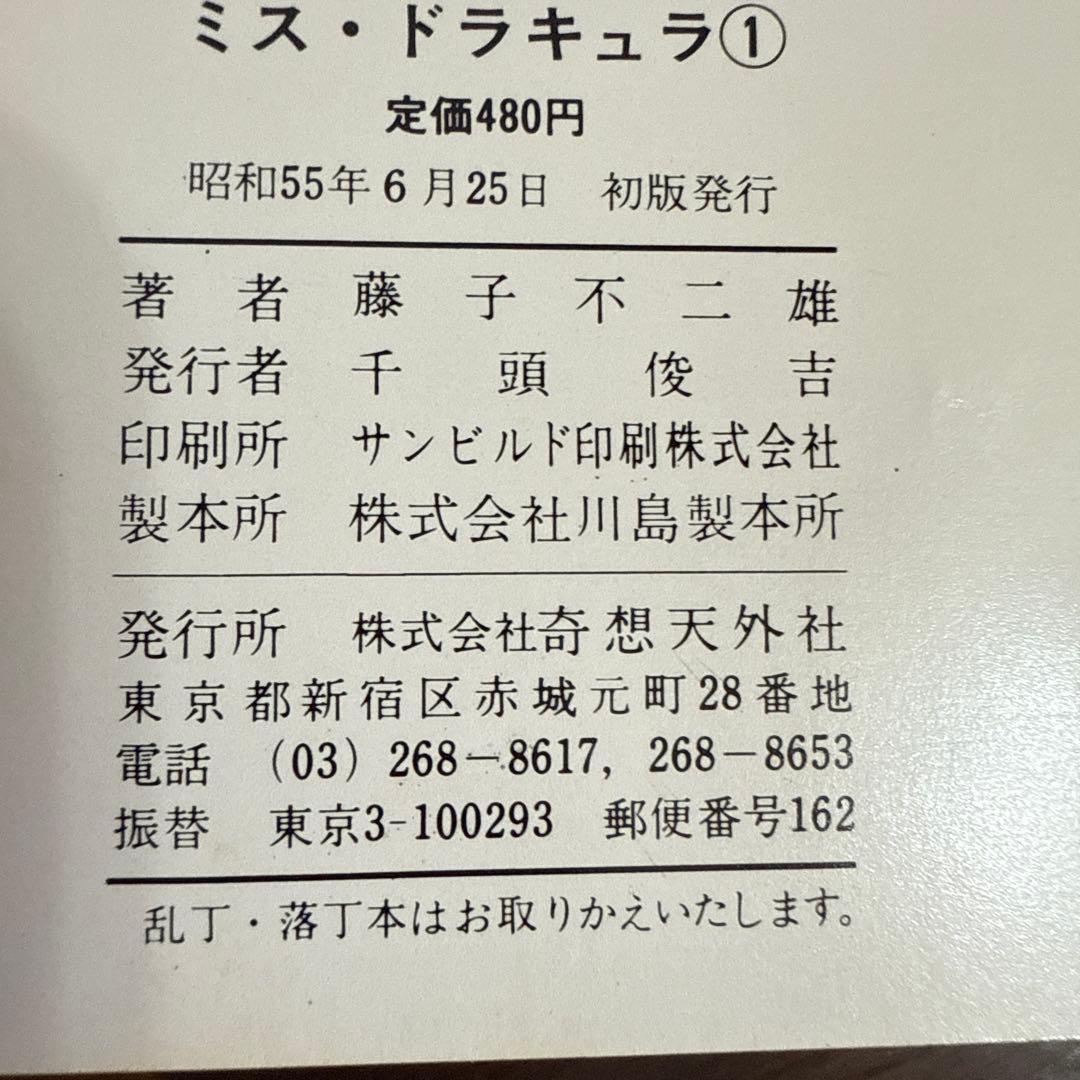 ミス・ドラキュラ①
定価480円
昭和55年6月25日　初版発行
著者　藤子不二雄
発行者　千頭俊吉
印刷所　サンビルド印刷株式会社
製本所　株式会社川島製本所
発行所　株式会社奇想天外社
東京都新宿区赤城元町28番地
電話　(03) 268－8617, 268－8653
振替　東京3-100293　郵便番号162
乱丁・落丁本はお取りかえいたします。